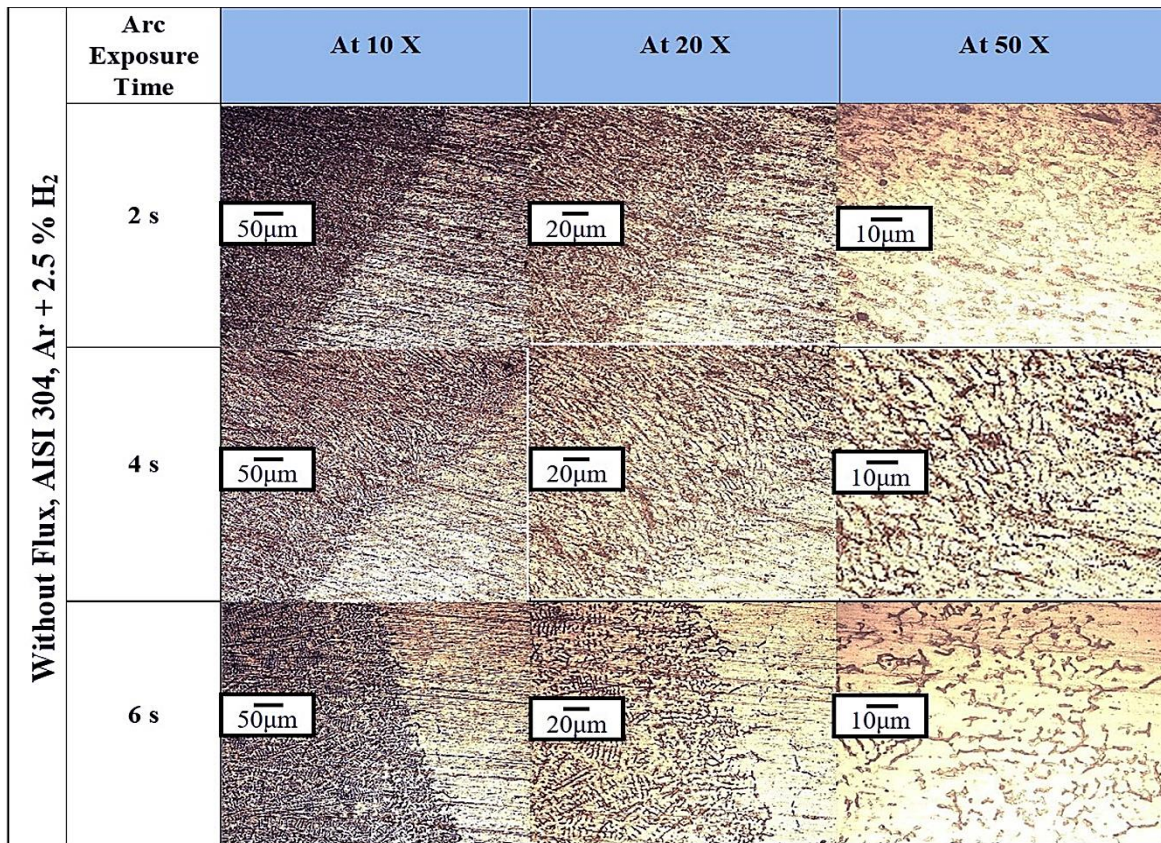 Without Flux, AISI 304, Ar + 2.5 % H₂
Arc
Exposure
Time
At 10 X
At 20 X
At 50 X
2 s
50μm
20μm
10μm
4 s
50μm
20μm
10μm
6 s
50μm
20μm
10μm